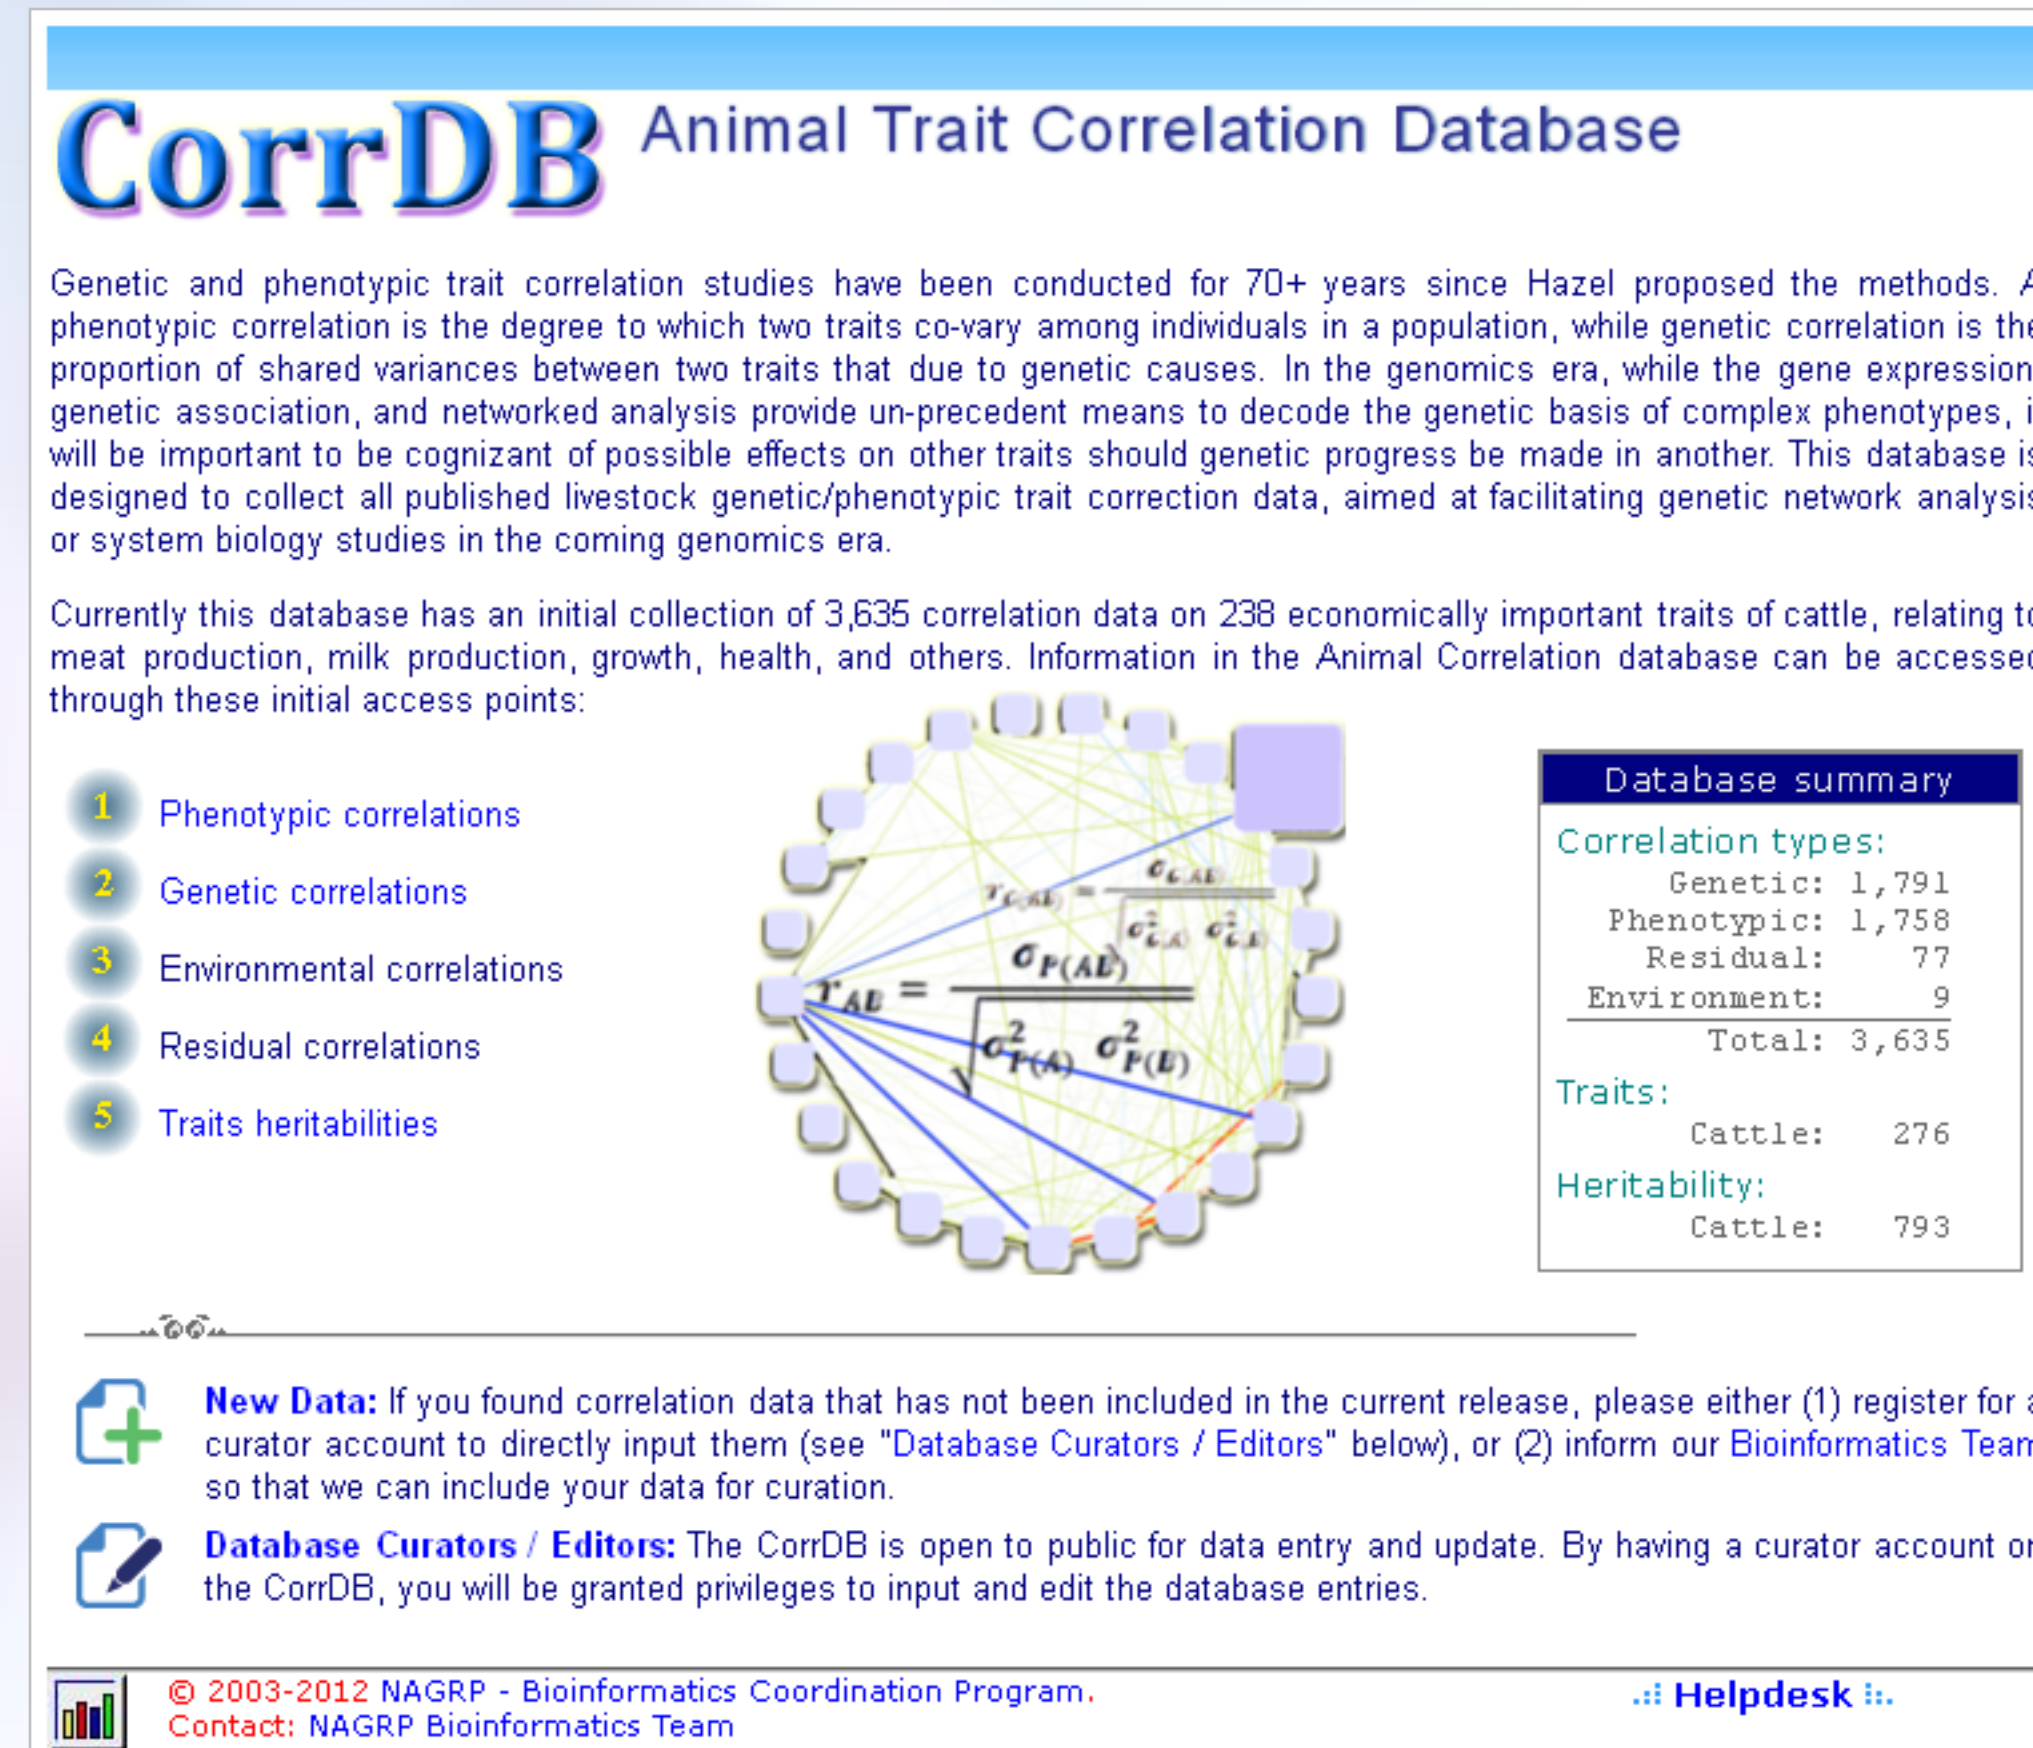 CorrDB Animal Trait Correlation Database
Genetic and phenotypic trait correlation studies have been conducted for 70+ years since Hazel proposed the methods. A
phenotypic correlation is the degree to which two traits co-vary among individuals in a population, while genetic correlation is the
proportion of shared variances between two traits that due to genetic causes. In the genomics era, while the gene expression
genetic association, and networked analysis provide un-precedent means to decode the genetic basis of complex phenotypes,
will be important to be cognizant of possible effects on other traits should genetic progress be made in another. This database is
designed to collect all published livestock genetic/phenotypic trait correction data, aimed at facilitating genetic network analysis
or system biology studies in the coming genomics era.
Currently this database has an initial collection of 3,635 correlation data on 238 economically important traits of cattle, relating to
meat production, milk production, growth, health, and others. Information in the Animal Correlation database can be accessed
through these initial access points:
1 Phenotypic correlations
2 Genetic correlations
3 Environmental correlations
4 Residual correlations
5 Traits heritabilities
r_G(AB) = σ_G(AB) / √(σ²_G(A) σ²_G(B))
r_AB = σ_P(AB) / √(σ²_P(A) σ²_P(B))
Database summary
Correlation types:
Genetic: 1,791
Phenotypic: 1,758
Residual: 77
Environment: 9
Total: 3,635
Traits:
Cattle: 276
Heritability:
Cattle: 793
New Data: If you found correlation data that has not been included in the current release, please either (1) register for a
curator account to directly input them (see "Database Curators / Editors" below), or (2) inform our Bioinformatics Team
so that we can include your data for curation.
Database Curators / Editors: The CorrDB is open to public for data entry and update. By having a curator account on
the CorrDB, you will be granted privileges to input and edit the database entries.
© 2003-2012 NAGRP - Bioinformatics Coordination Program.
Contact: NAGRP Bioinformatics Team
Helpdesk